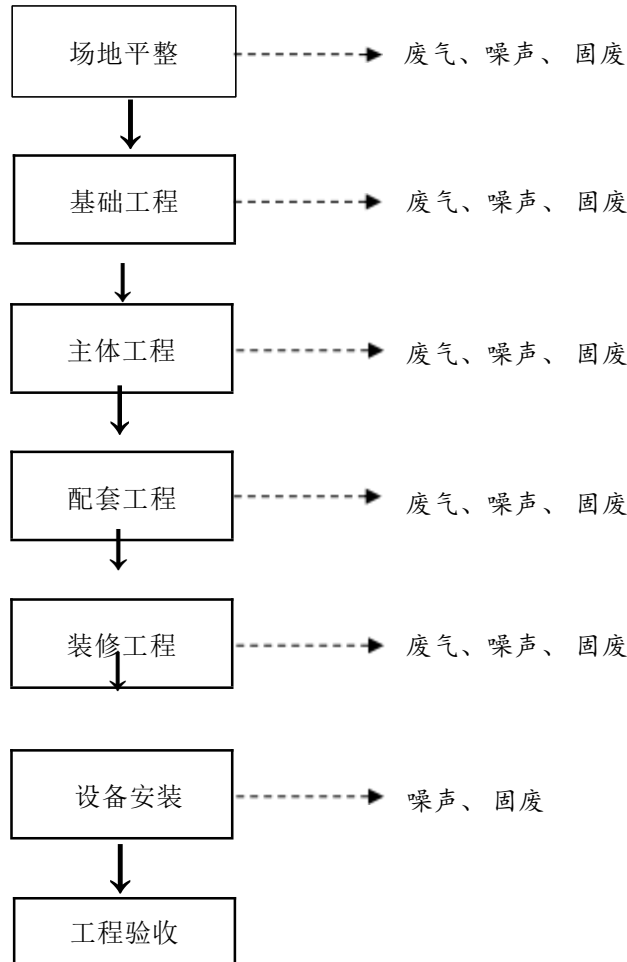 场地平整 废气、噪声、 固废
基础工程 废气、噪声、 固废
主体工程 废气、噪声、 固废
配套工程 废气、噪声、 固废
装修工程 废气、噪声、 固废
设备安装 噪声、 固废
工程验收